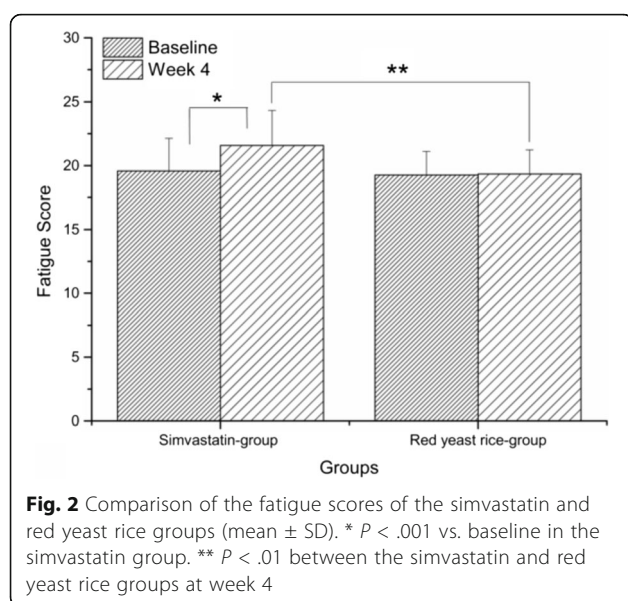 30
25
20
15
10
5
0
Fatigue Score
Baseline
Week 4
*
**
Simvastatin-group
Red yeast rice-group
Groups
Fig. 2 Comparison of the fatigue scores of the simvastatin and
red yeast rice groups (mean ± SD). * P < .001 vs. baseline in the
simvastatin group. ** P < .01 between the simvastatin and red
yeast rice groups at week 4